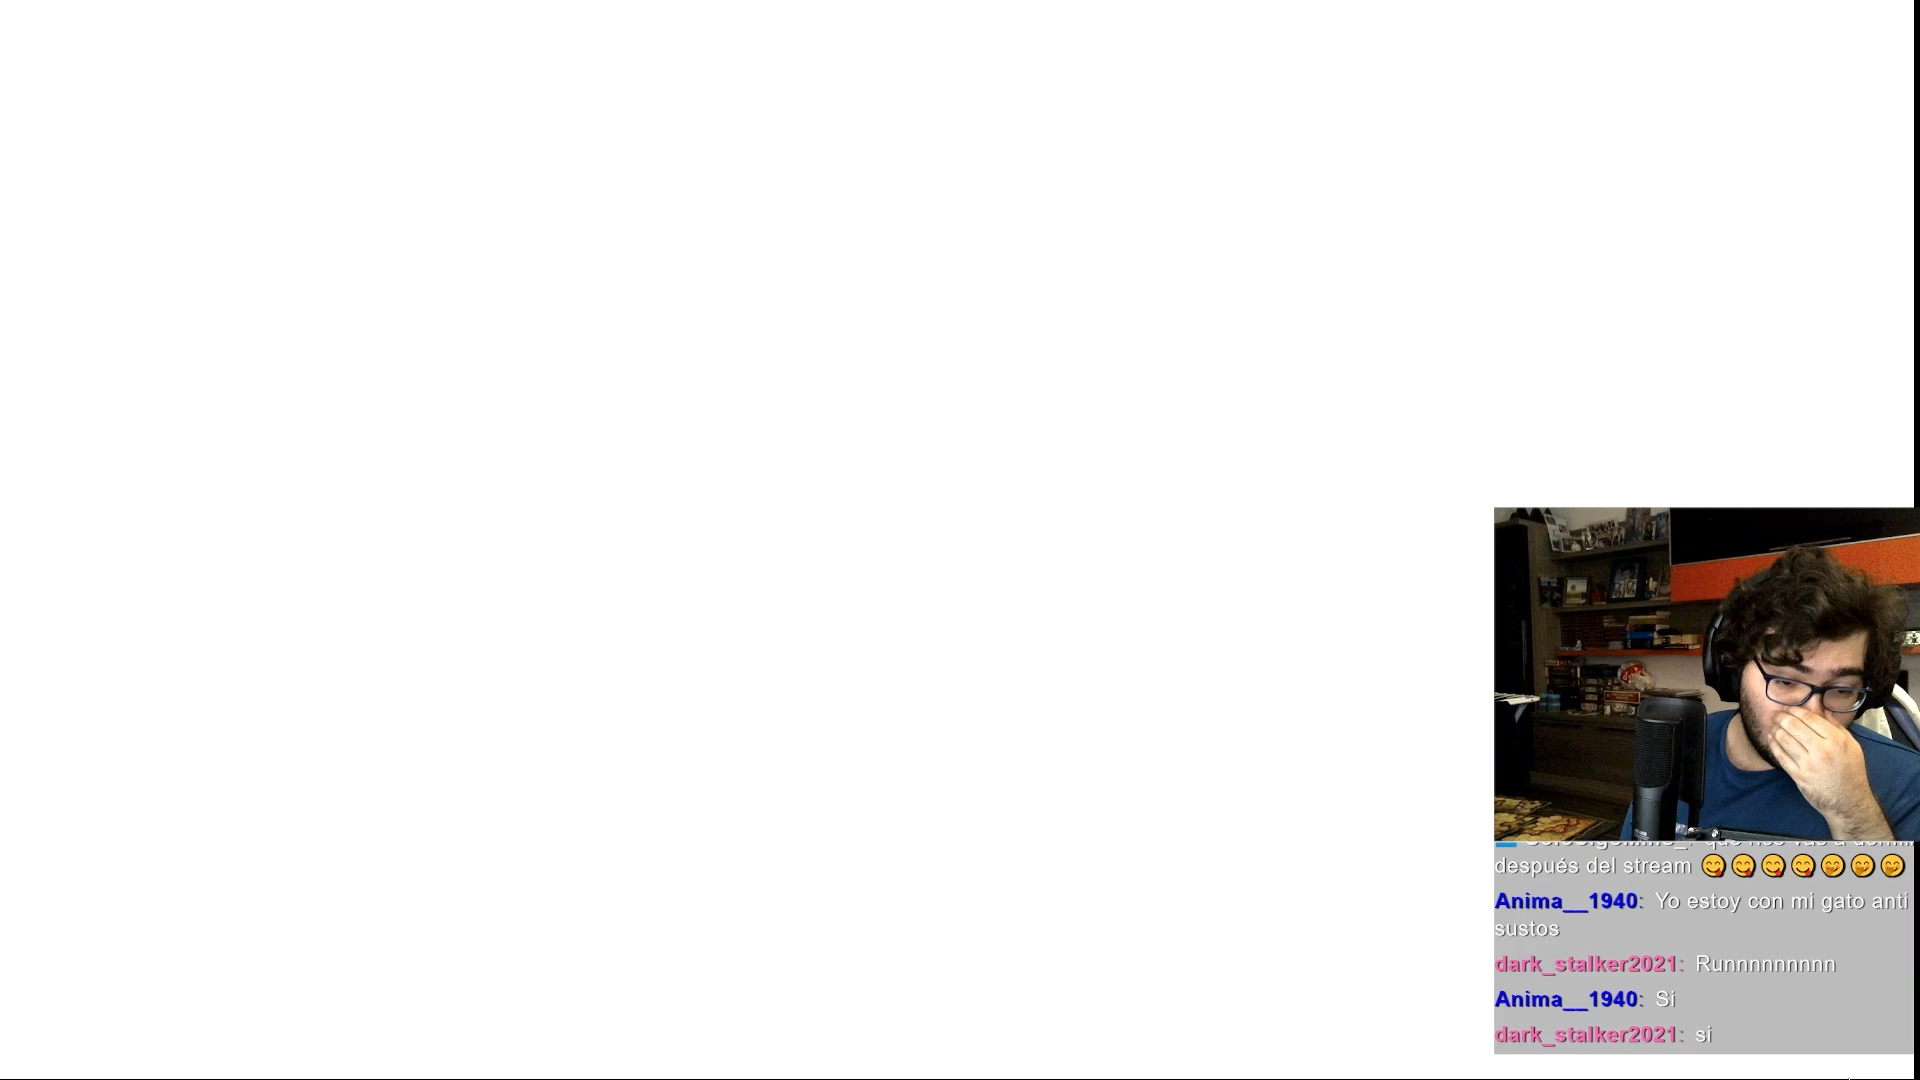 después del stream
Anima__1940: Yo estoy con mi gato anti
sustos
dark_stalker2021: Runnnnnnnnn
Anima__1940: Si
dark_stalker2021: si